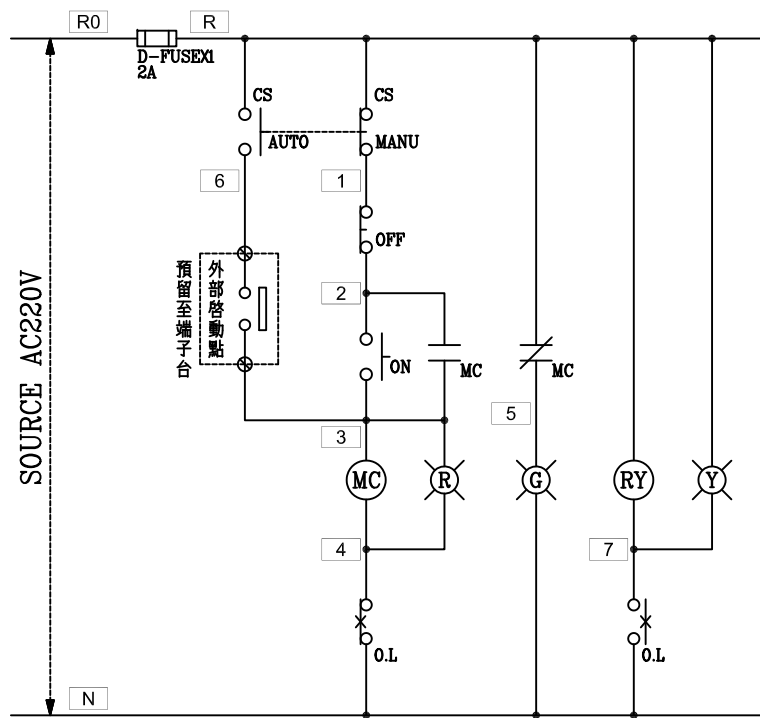 R0
R
D-FUSEX1
2A
CS
CS
AUTO
MANU
6
1
OFF
預留至端子台
外部啓動點
2
ON
MC
MC
5
3
SOURCE AC220V
MC
R
G
RY
Y
4
7
O.L
O.L
N